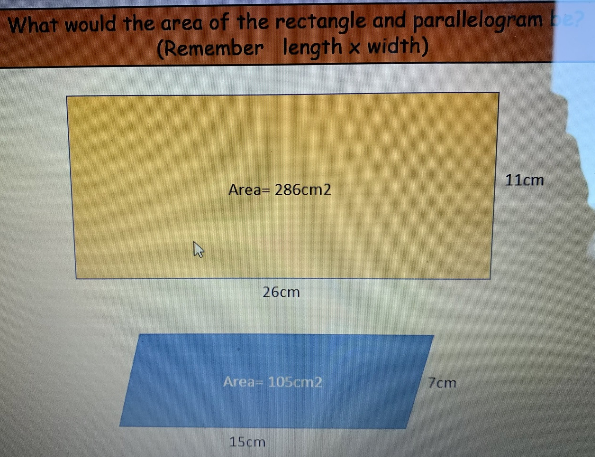 What would the area of the rectangle and parallelogram be?
(Remember length x width)
Area= 286cm2
11cm
26cm
Area= 105cm2
7cm
15cm